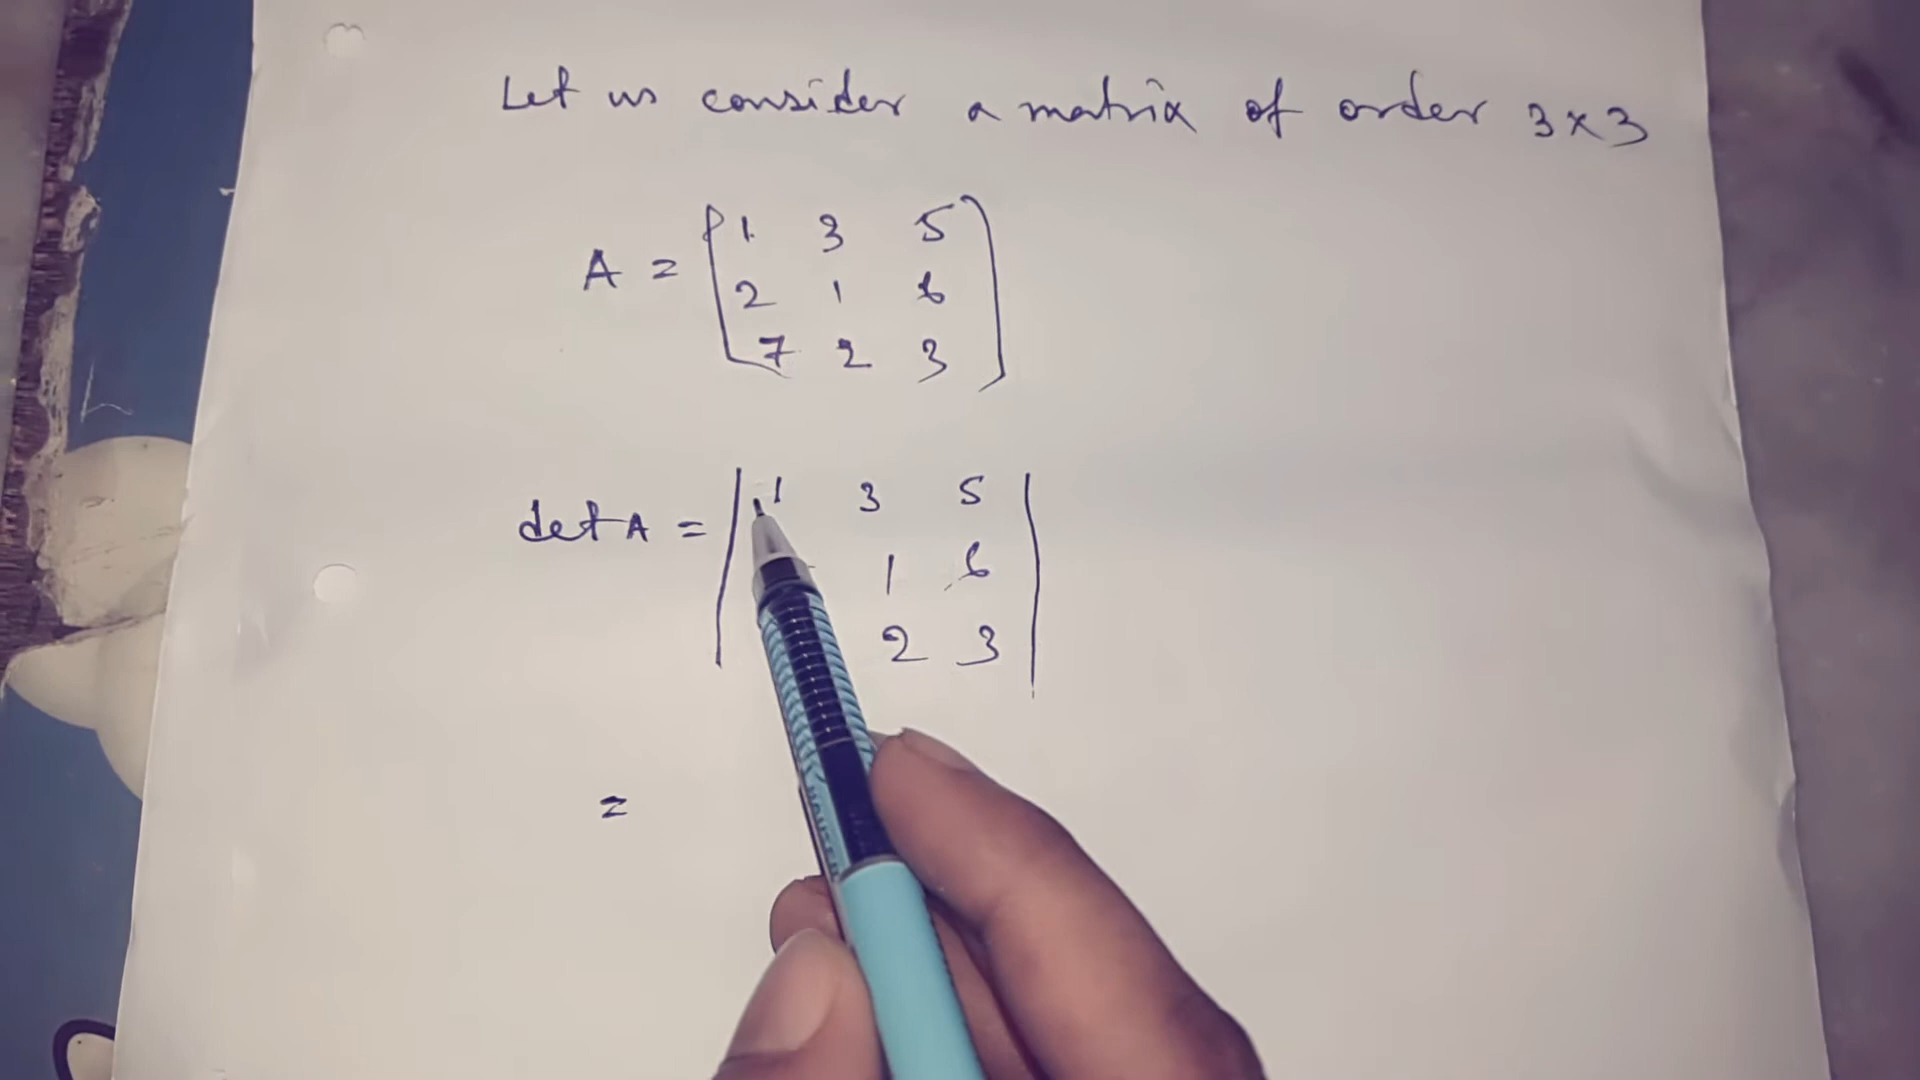 Let us consider a matrix of order 3×3
A = [1 3 5
2 1 6
7 2 3]
det A = |1 3 5|
1 6
2 3
=